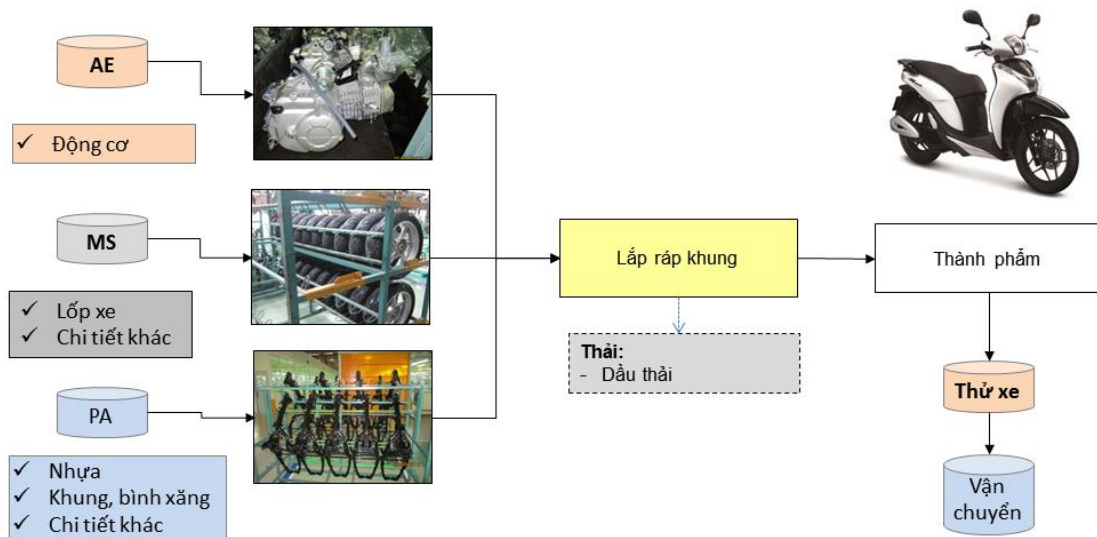 AE
✓ Động cơ
MS
✓ Lốp xe
✓ Chi tiết khác
PA
✓ Nhựa
✓ Khung, bình xăng
✓ Chi tiết khác
Lắp ráp khung
Thải:
- Dầu thải
Thành phẩm
Thử xe
Vận
chuyển